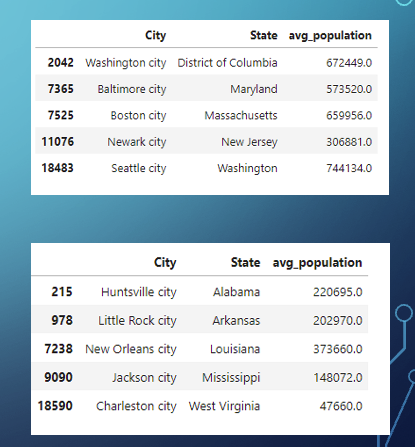 City State avg_population
2042 Washington city District of Columbia 672449.0
7365 Baltimore city Maryland 573520.0
7525 Boston city Massachusetts 659956.0
11076 Newark city New Jersey 306881.0
18483 Seattle city Washington 744134.0
City State avg_population
215 Huntsville city Alabama 220695.0
978 Little Rock city Arkansas 202970.0
7238 New Orleans city Louisiana 373660.0
9090 Jackson city Mississippi 148072.0
18590 Charleston city West Virginia 47660.0